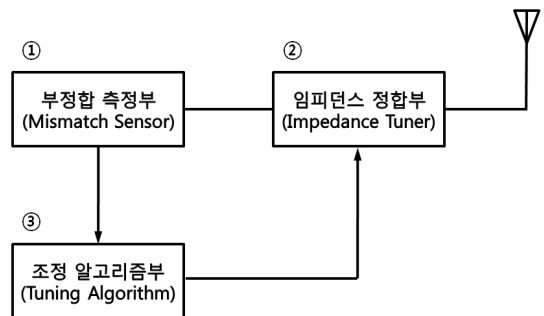 ①
부정합 측정부
(Mismatch Sensor)
②
임피던스 정합부
(Impedance Tuner)
③
조정 알고리즘부
(Tuning Algorithm)